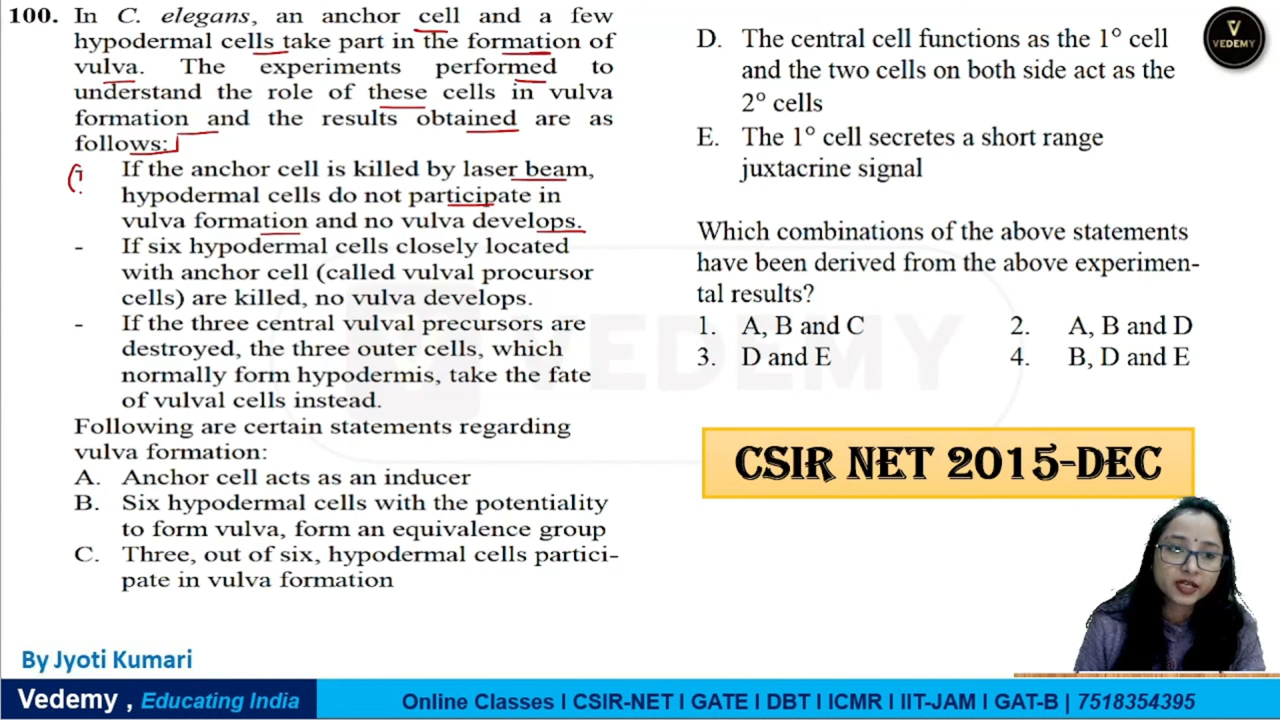 100. In C. elegans, an anchor cell and a few
hypodermal cells take part in the formation of
vulva. The experiments performed to
understand the role of these cells in vulva
formation and the results obtained are as
follows:
If the anchor cell is killed by laser beam,
hypodermal cells do not participate in
vulva formation and no vulva develops.
- If six hypodermal cells closely located
with anchor cell (called vulval procursor
cells) are killed, no vulva develops.
- If the three central vulval precursors are
destroyed, the three outer cells, which
normally form hypodermis, take the fate
of vulval cells instead.
Following are certain statements regarding
vulva formation:
A. Anchor cell acts as an inducer
B. Six hypodermal cells with the potentiality
to form vulva, form an equivalence group
C. Three, out of six, hypodermal cells partici-
pate in vulva formation
D. The central cell functions as the 1° cell
and the two cells on both side act as the
2° cells
E. The 1° cell secretes a short range
juxtacrine signal
Which combinations of the above statements
have been derived from the above experimen-
tal results?
1. A, B and C 2. A, B and D
3. D and E 4. B, D and E
CSIR NET 2015-DEC
V
VEDEMY
VEDEMY
By Jyoti Kumari
Vedemy , Educating India
Online Classes I CSIR-NET I GATE I DBT I ICMR I IIT-JAM I GAT-B | 7518354395